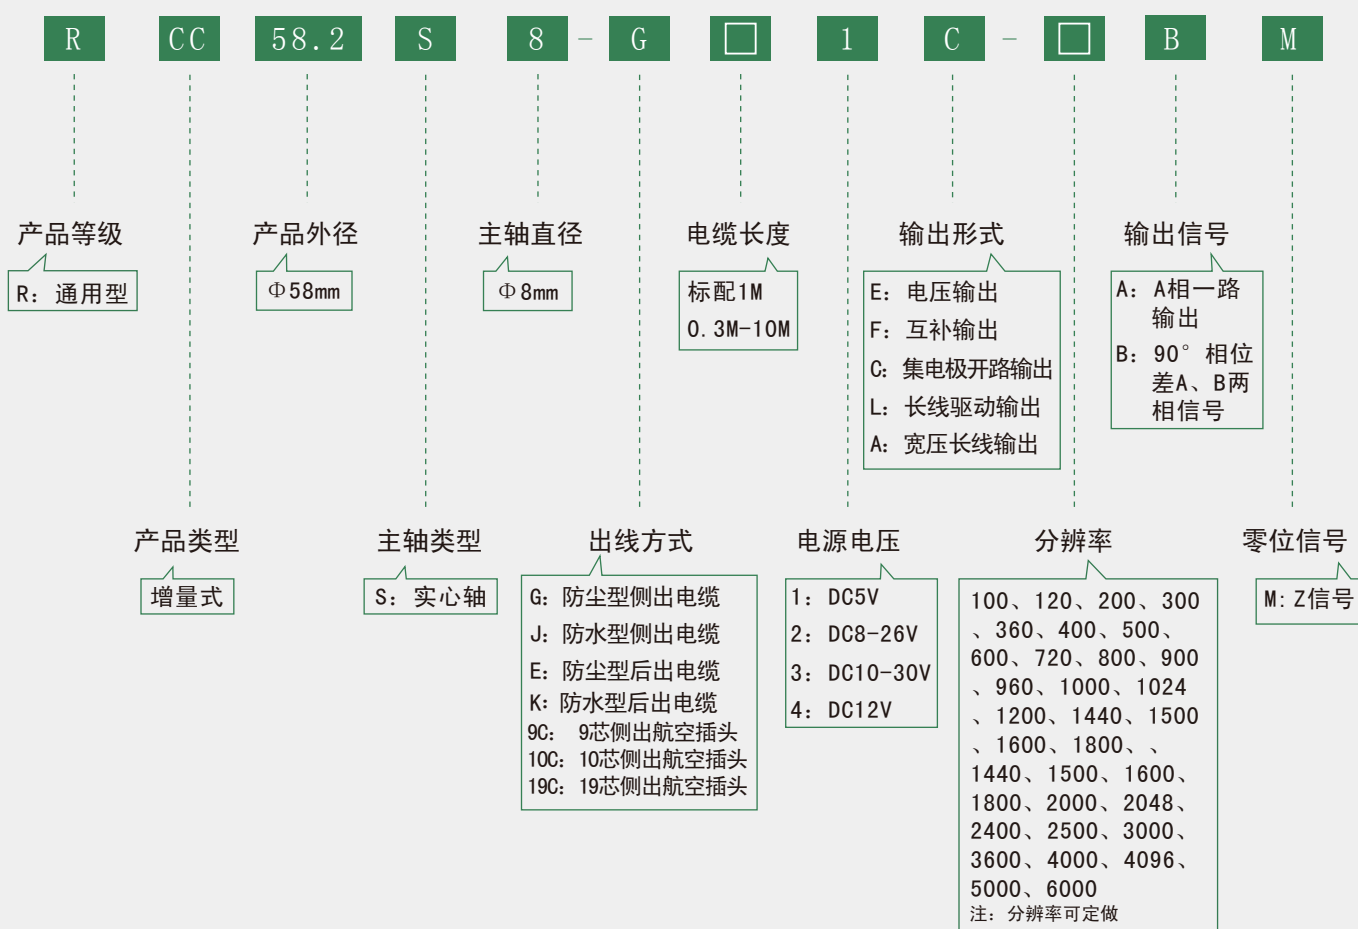 R CC 58.2 S 8 - G □ 1 C - □ B M
产品等级
R: 通用型
产品外径
Φ58mm
主轴直径
Φ8mm
电缆长度
标配1M
0.3M-10M
输出形式
E: 电压输出
F: 互补输出
C: 集电极开路输出
L: 长线驱动输出
A: 宽压长线输出
输出信号
A: A相一路
输出
B: 90°相位
差A、B两
相信号
产品类型
增量式
主轴类型
S: 实心轴
出线方式
G: 防尘型侧出电缆
J: 防水型侧出电缆
E: 防尘型后出电缆
K: 防水型后出电缆
9C: 9芯侧出航空插头
10C: 10芯侧出航空插头
19C: 19芯侧出航空插头
电源电压
1: DC5V
2: DC8-26V
3: DC10-30V
4: DC12V
分辨率
100、120、200、300
、360、400、500、
600、720、800、900
、960、1000、1024
、1200、1440、1500
、1600、1800、、
1440、1500、1600、
1800、2000、2048、
2400、2500、3000、
3600、4000、4096、
5000、6000
注: 分辨率可定做
零位信号
M: Z信号